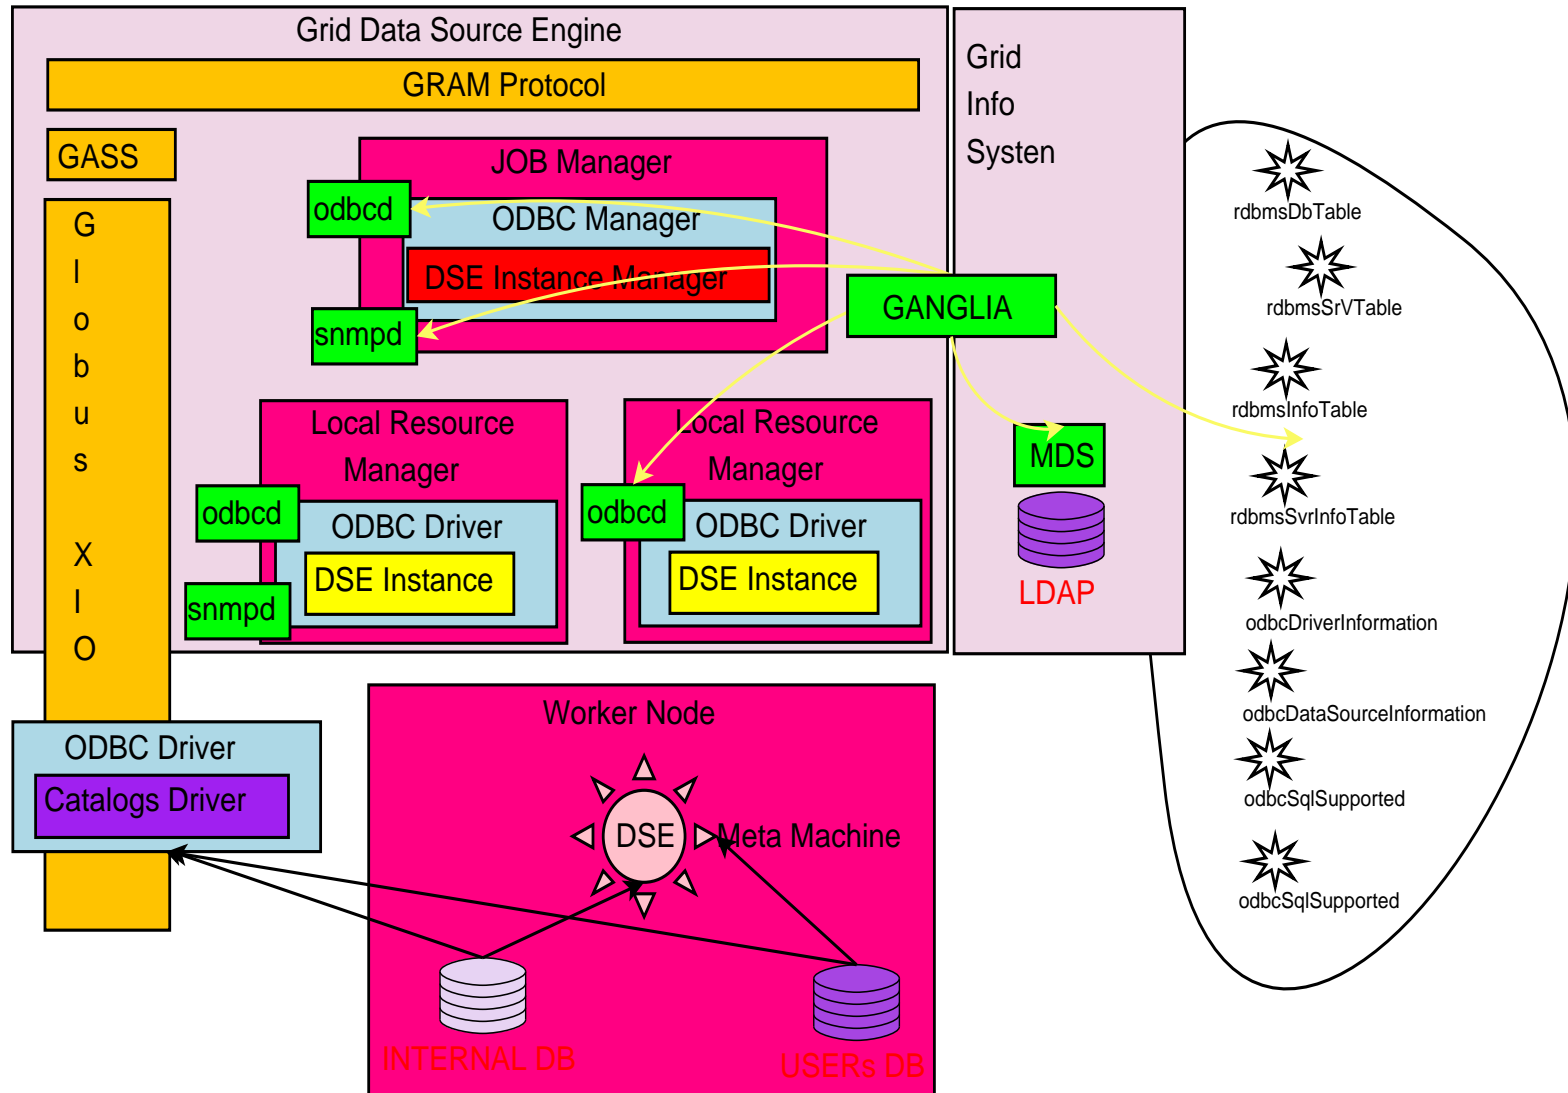 Grid Data Source Engine
GRAM Protocol
GASS
Globus XIO
JOB Manager
odbcd
ODBC Manager
DSE Instance Manager
snmpd
Local Resource
Manager
odbcd
ODBC Driver
DSE Instance
snmpd
Local Resource
Manager
odbcd
ODBC Driver
DSE Instance
GANGLIA
Grid
Info
Systen
MDS
LDAP
ODBC Driver
Catalogs Driver
Worker Node
DSE
Meta Machine
INTERNAL DB
USERs DB
rdbmsDbTable
rdbmsSrVTable
rdbmsInfoTable
rdbmsSvrInfoTable
odbcDriverInformation
odbcDataSourceInformation
odbcSqlSupported
odbcSqlSupported